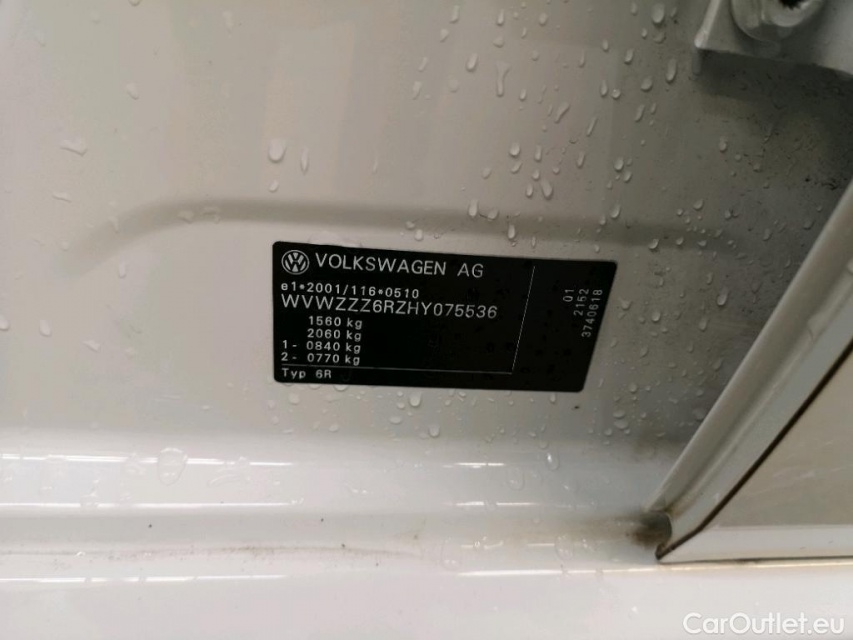 VOLKSWAGEN AG
e1*2001/116*0510
WVWZZZ6RZHY075536
1560 kg
2060 kg
1- 0840 kg
2- 0770 kg
Typ 6R
01
2152
3740618
CarOutlet.eu